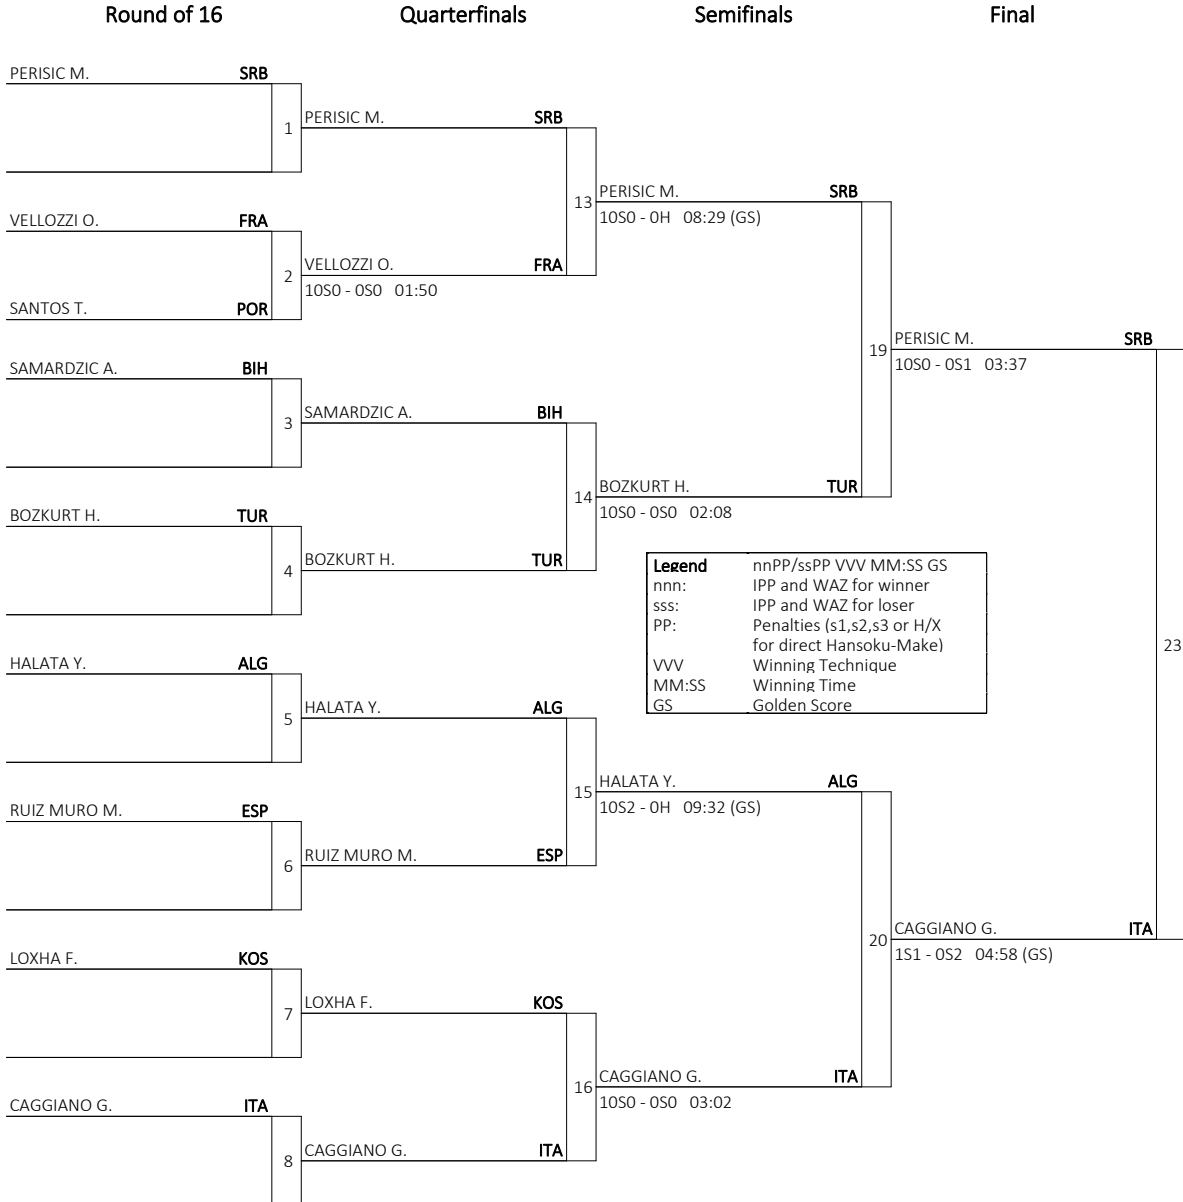 Round of 16 Quarterfinals Semifinals Final
PERISIC M. SRB
1 PERISIC M. SRB
13 PERISIC M. SRB
10S0 - 0H 08:29 (GS)
VELLOZZI O. FRA
2 VELLOZZI O. FRA
10S0 - 0S0 01:50
SANTOS T. POR
19 PERISIC M. SRB
10S0 - 0S1 03:37
SAMARDZIC A. BIH
3 SAMARDZIC A. BIH
14 BOZKURT H. TUR
10S0 - 0S0 02:08
BOZKURT H. TUR
4 BOZKURT H. TUR
Legend nnPP/ssPP VVV MM:SS GS
nnn: IPP and WAZ for winner
sss: IPP and WAZ for loser
PP: Penalties (s1,s2,s3 or H/X
for direct Hansoku-Make)
VVV Winning Technique
MM:SS Winning Time
GS Golden Score
23
HALATA Y. ALG
5 HALATA Y. ALG
15 HALATA Y. ALG
10S2 - 0H 09:32 (GS)
RUIZ MURO M. ESP
6 RUIZ MURO M. ESP
20 CAGGIANO G. ITA
1S1 - 0S2 04:58 (GS)
LOXHA F. KOS
7 LOXHA F. KOS
16 CAGGIANO G. ITA
10S0 - 0S0 03:02
CAGGIANO G. ITA
8 CAGGIANO G. ITA